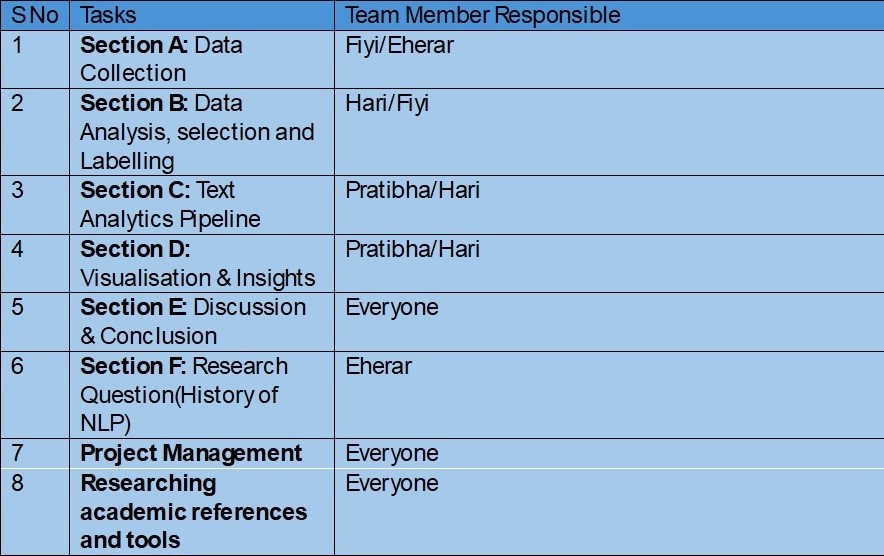 S No Tasks Team Member Responsible
1 Section A: Data Fiyi/Eherar
Collection
2 Section B: Data Hari/Fiyi
Analysis, selection and
Labelling
3 Section C: Text Pratibha/Hari
Analytics Pipeline
4 Section D: Pratibha/Hari
Visualisation & Insights
5 Section E: Discussion Everyone
& Conclusion
6 Section F: Research Eherar
Question(History of
NLP)
7 Project Management Everyone
8 Researching Everyone
academic references
and tools